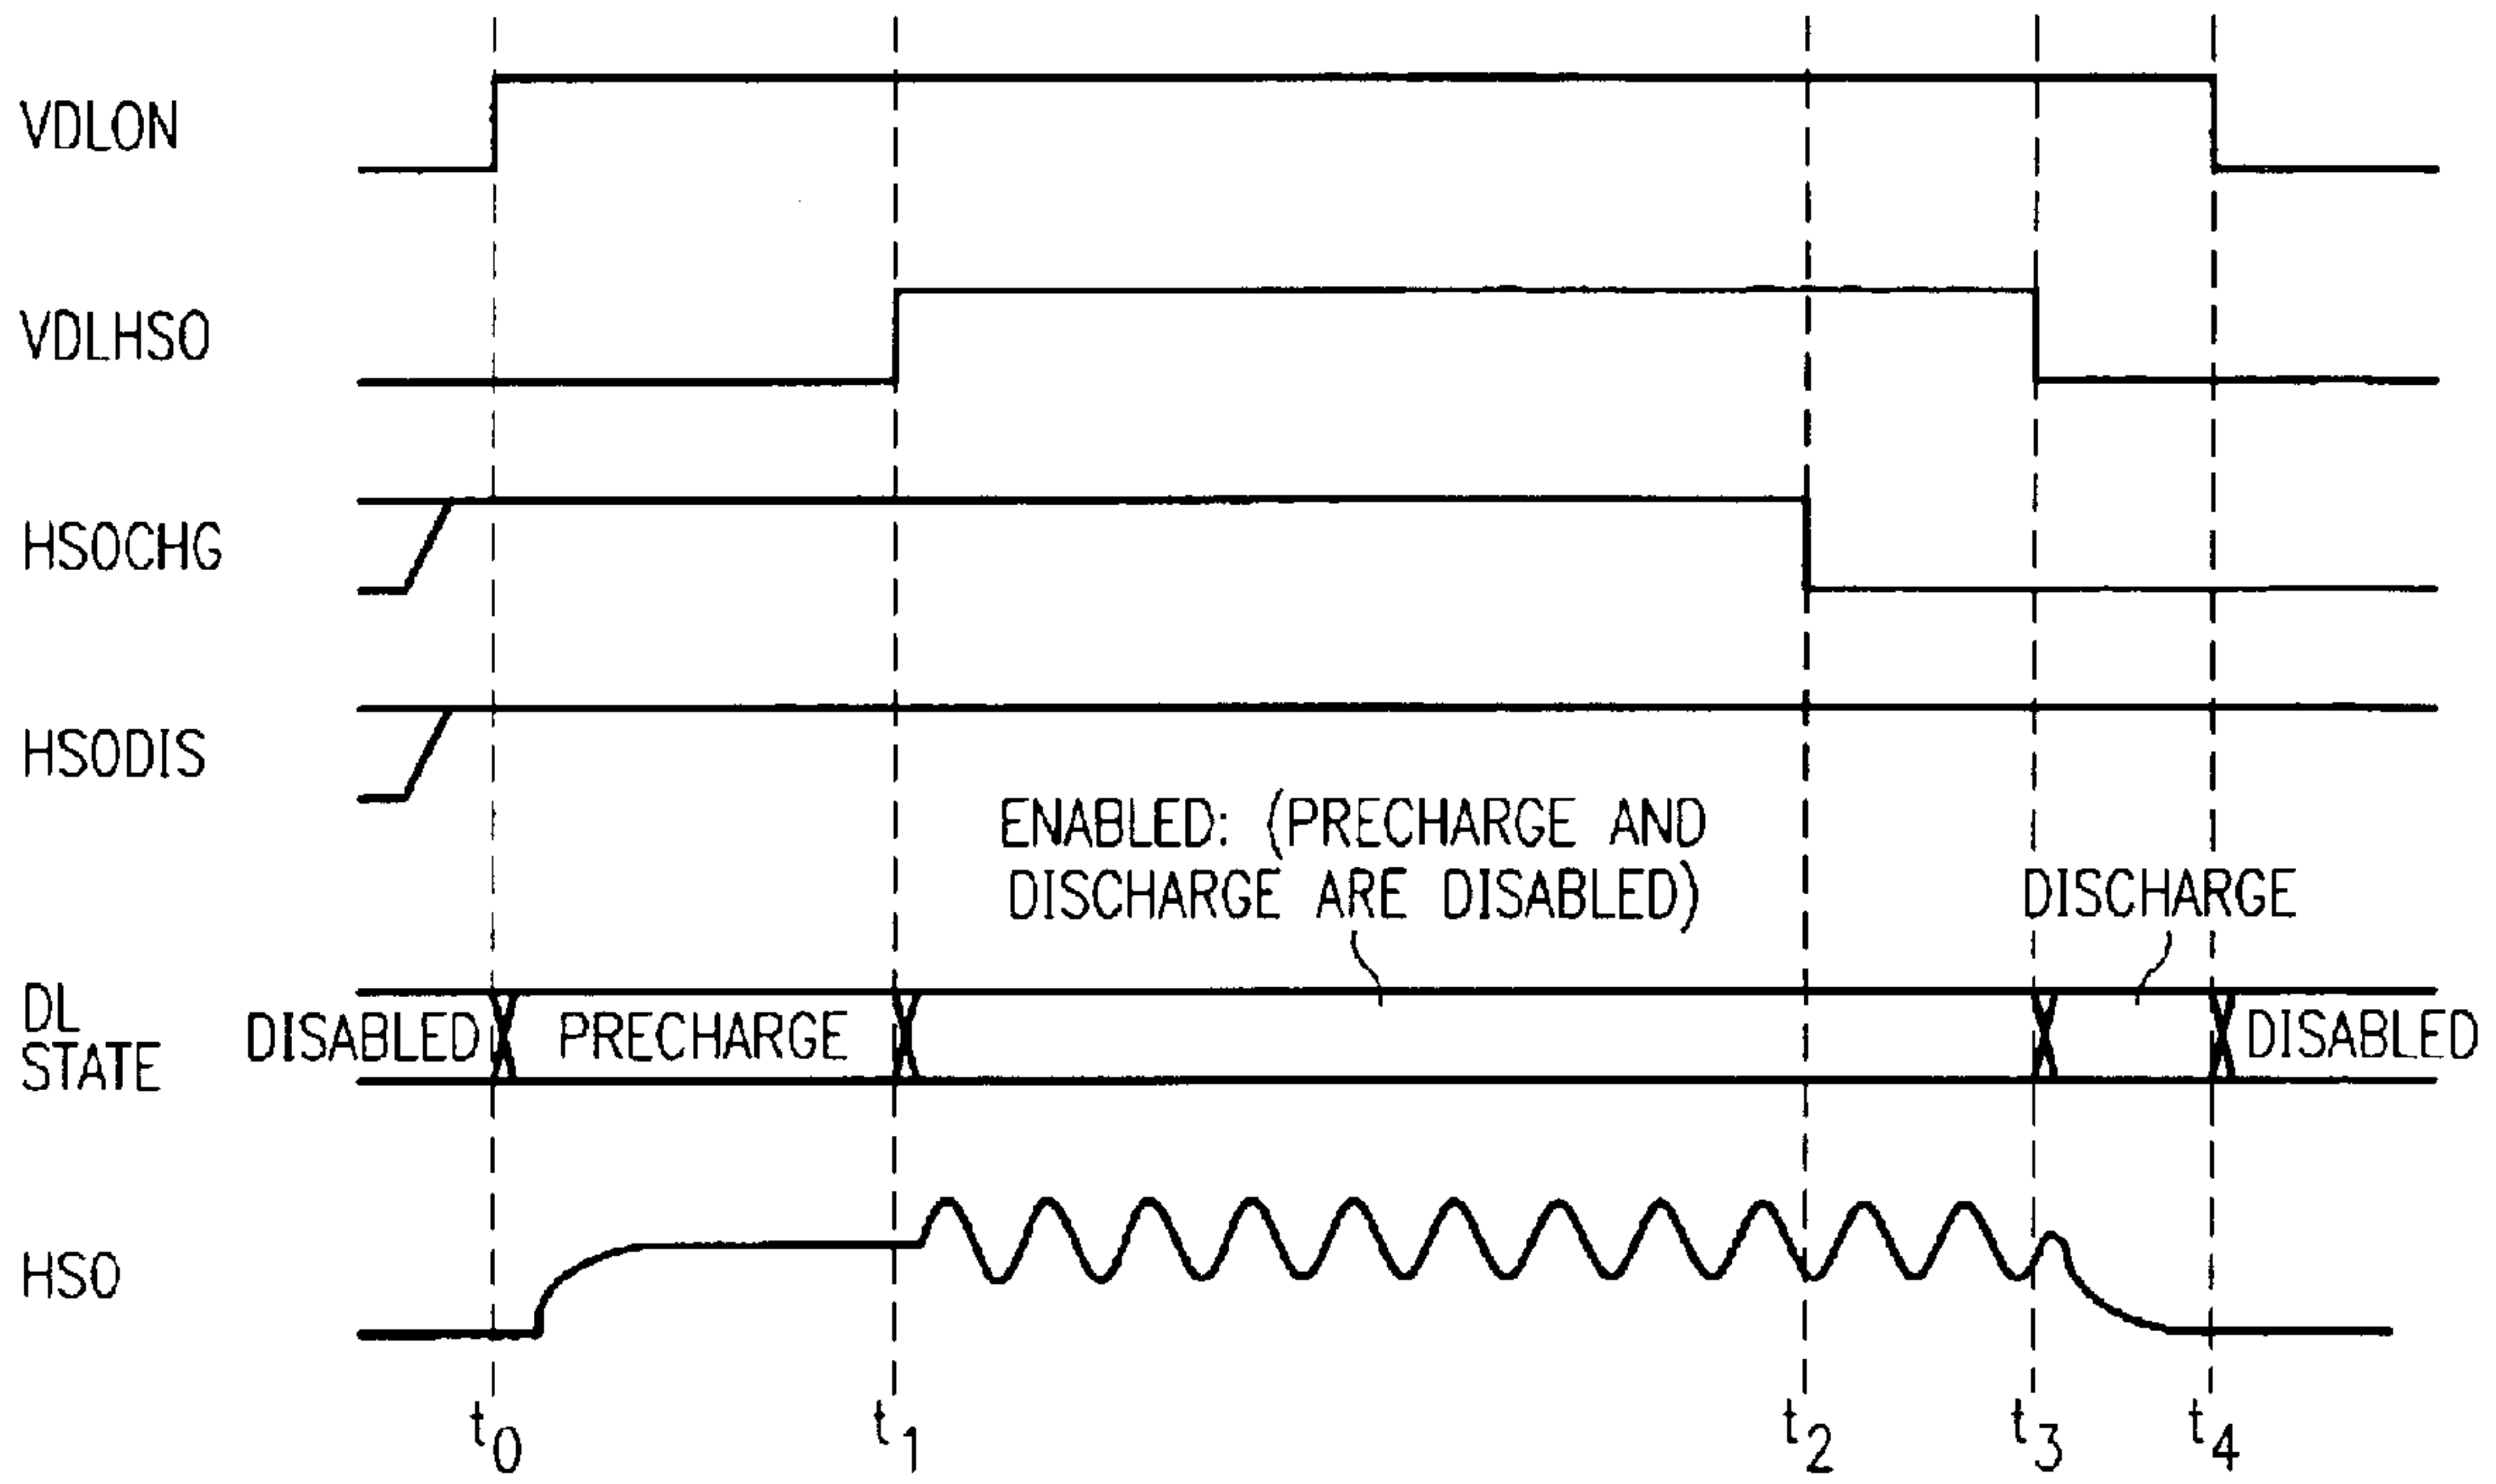 VDLON
VDLHSO
HSOCHG
HSODIS
ENABLED: (PRECHARGE AND
DISCHARGE ARE DISABLED)
DISCHARGE
DL
STATE
DISABLED
PRECHARGE
DISABLED
HSO
t0
t1
t2
t3
t4